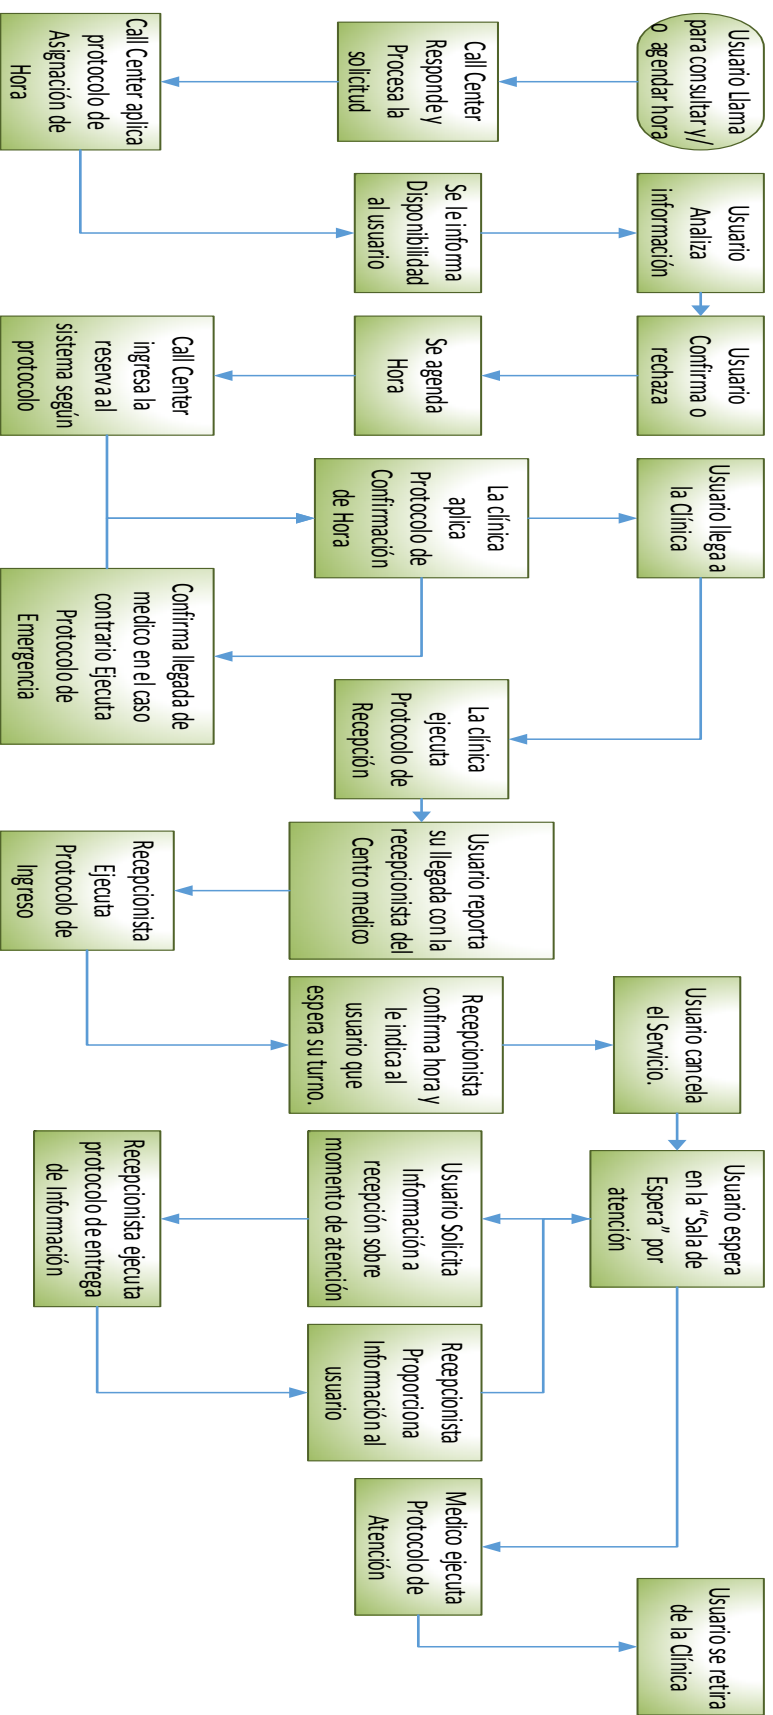 Usuario Llama
para consultar y/
o agendar hora
Call Center
Responde y
Procesa la
solicitud
Call Center aplica
protocolo de
Asignación de
Hora
Se le informa
Disponibilidad
al usuario
Usuario
Analiza
información
Usuario
Confirma o
rechaza
Se agenda
Hora
Call Center
ingresa la
reserva al
sistema según
protocolo
La clínica
aplica
Protocolo de
Confirmación
de Hora
Usuario llega a
la Clínica
Confirma llegada de
medico en el caso
contrario Ejecuta
Protocolo de
Emergencia
La clínica
ejecuta
Protocolo de
Recepción
Usuario reporta
su llegada con la
recepcionista del
Centro medico
Recepcionista
Ejecuta
Protocolo de
Ingreso
Recepcionista
confirma hora y
le indica al
usuario que
espera su turno.
Usuario cancela
el Servicio.
Usuario espera
en la "Sala de
Espera" por
atención
Usuario Solicita
Información a
recepción sobre
momento de atención
Recepcionista ejecuta
protocolo de entrega
de Información
Recepcionista
Proporciona
Información al
usuario
Medico ejecuta
Protocolo de
Atención
Usuario se retira
de la Clínica